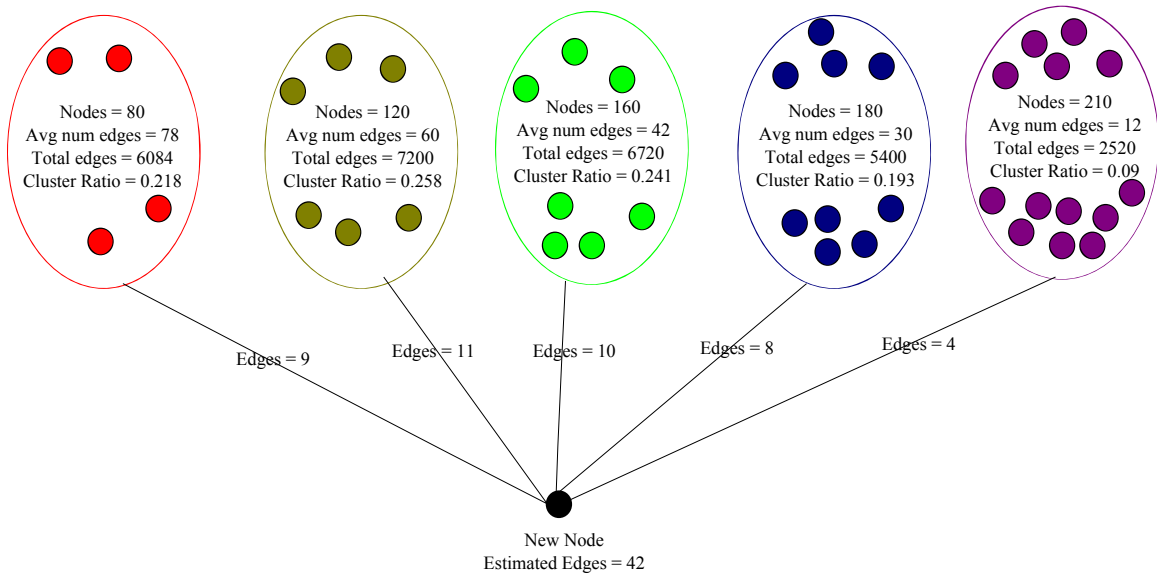 Nodes = 80
Avg num edges = 78
Total edges = 6084
Cluster Ratio = 0.218
Nodes = 120
Avg num edges = 60
Total edges = 7200
Cluster Ratio = 0.258
Nodes = 160
Avg num edges = 42
Total edges = 6720
Cluster Ratio = 0.241
Nodes = 180
Avg num edges = 30
Total edges = 5400
Cluster Ratio = 0.193
Nodes = 210
Avg num edges = 12
Total edges = 2520
Cluster Ratio = 0.09
Edges = 9
Edges = 11
Edges = 10
Edges = 8
Edges = 4
New Node
Estimated Edges = 42